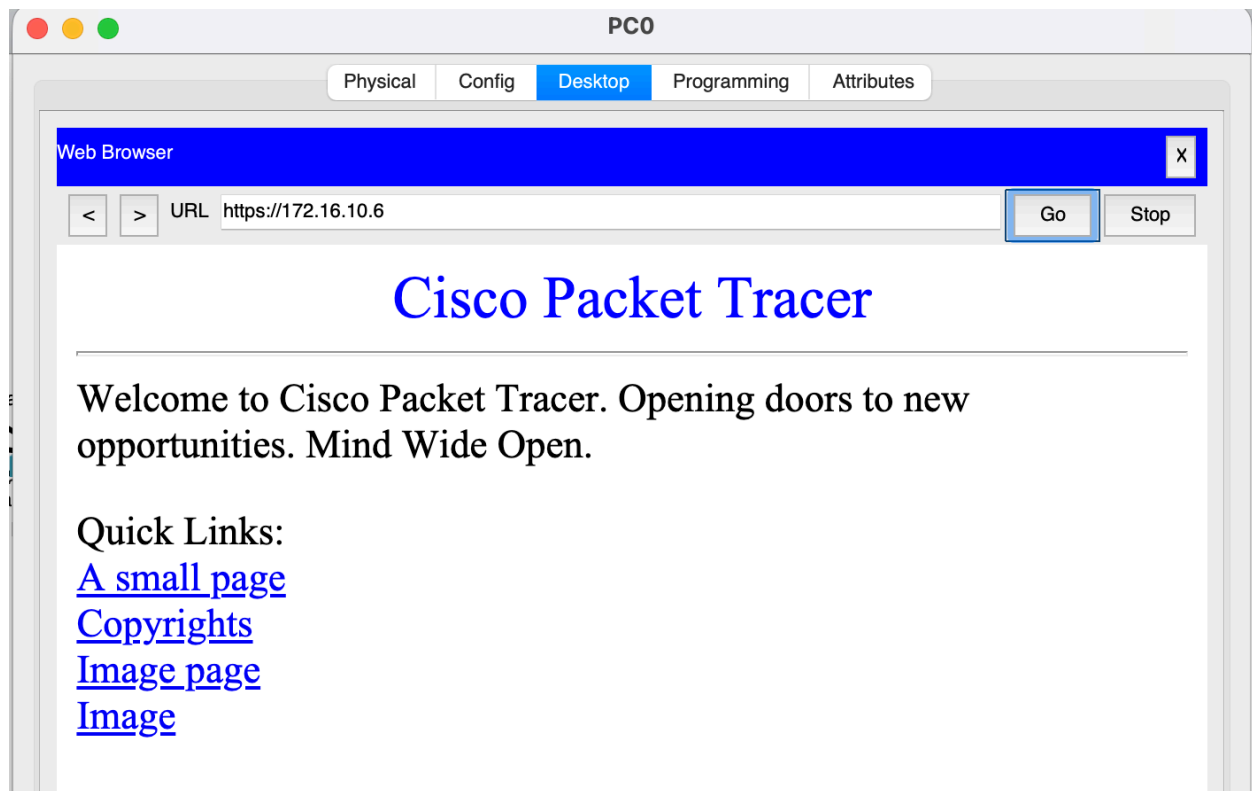 PC0
Physical Config Desktop Programming Attributes
Web Browser X
< > URL https://172.16.10.6 Go Stop
Cisco Packet Tracer
Welcome to Cisco Packet Tracer. Opening doors to new
opportunities. Mind Wide Open.
Quick Links:
A small page
Copyrights
Image page
Image